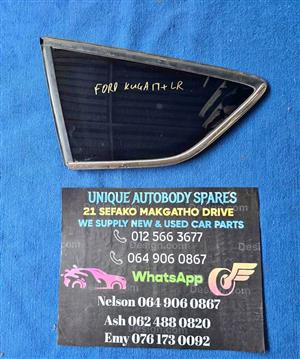 FORD KUGA 17+ LR
UNIQUE AUTOBODY SPARES
21 SEFAKO MAKGATHO DRIVE
WE SUPPLY NEW & USED CAR PARTS
012 566 3677
064 906 0867
WhatsApp
Nelson 064 906 0867
Ash 062 488 0820
Emy 076 173 0092